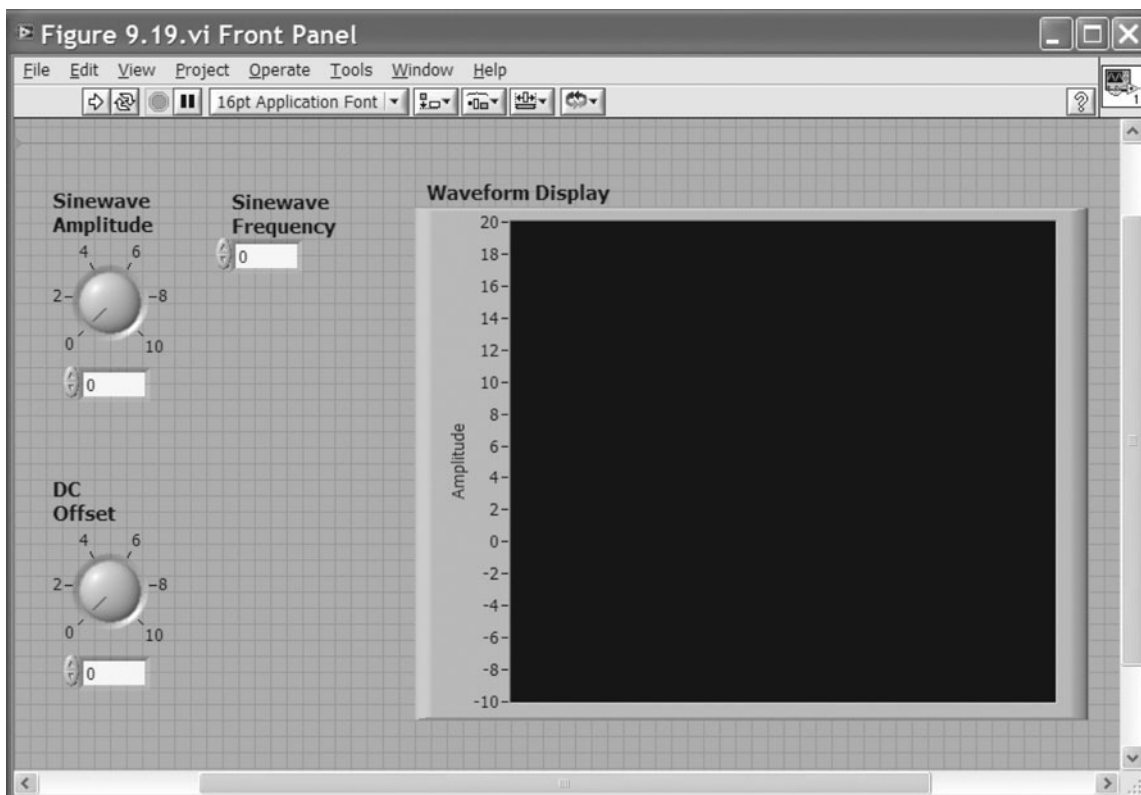 Figure 9.19.vi Front Panel
File Edit View Project Operate Tools Window Help
16pt Application Font
?
1
Sinewave
Amplitude
4 6
2 8
0 10
0
Sinewave
Frequency
0
DC
Offset
4 6
2 8
0 10
0
Waveform Display
Amplitude
20
18
16
14
12
10
8
6
4
2
0
-2
-4
-6
-8
-10